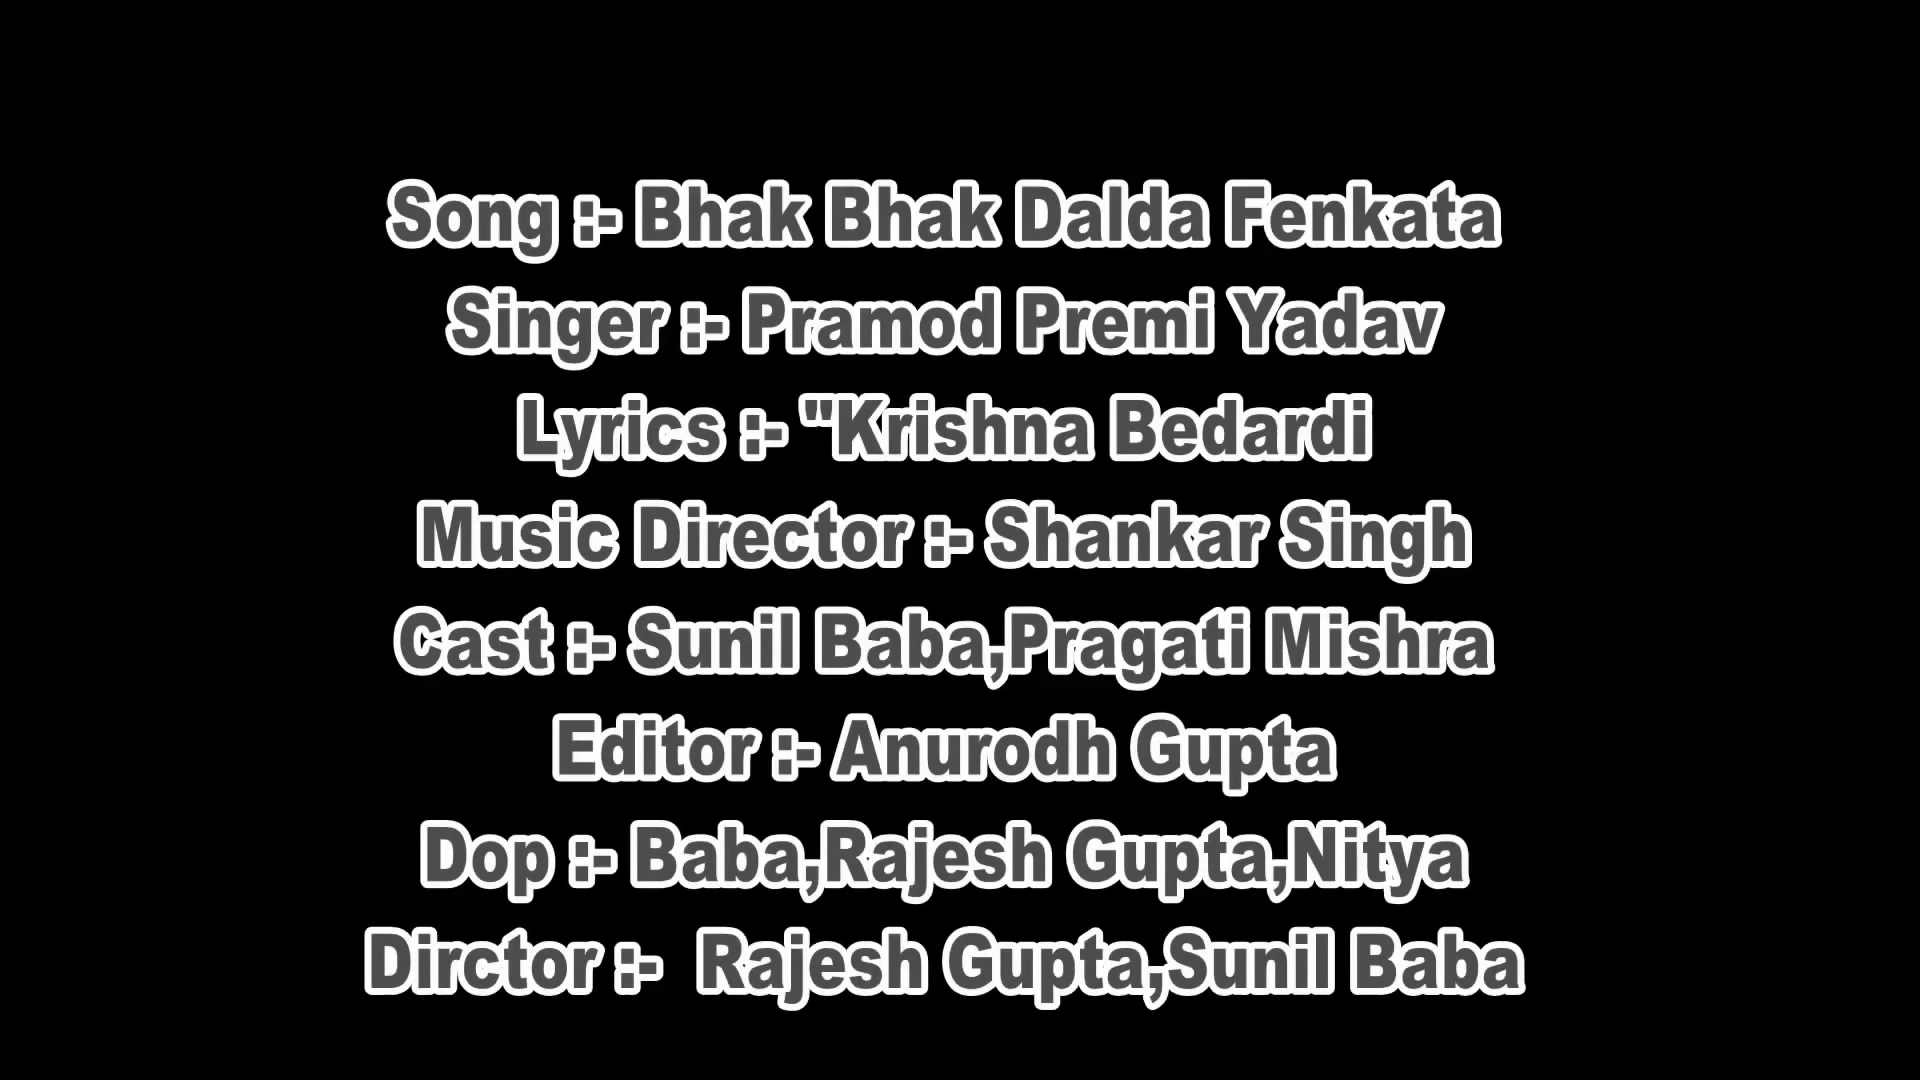 Song :- Bhak Bhak Dalda Fenkata
Singer :- Pramod Premi Yadav
Lyrics :- "Krishna Bedardi
Music Director :- Shankar Singh
Cast :- Sunil Baba,Pragati Mishra
Editor :- Anurodh Gupta
Dop :- Baba,Rajesh Gupta,Nitya
Dirctor :-  Rajesh Gupta,Sunil Baba